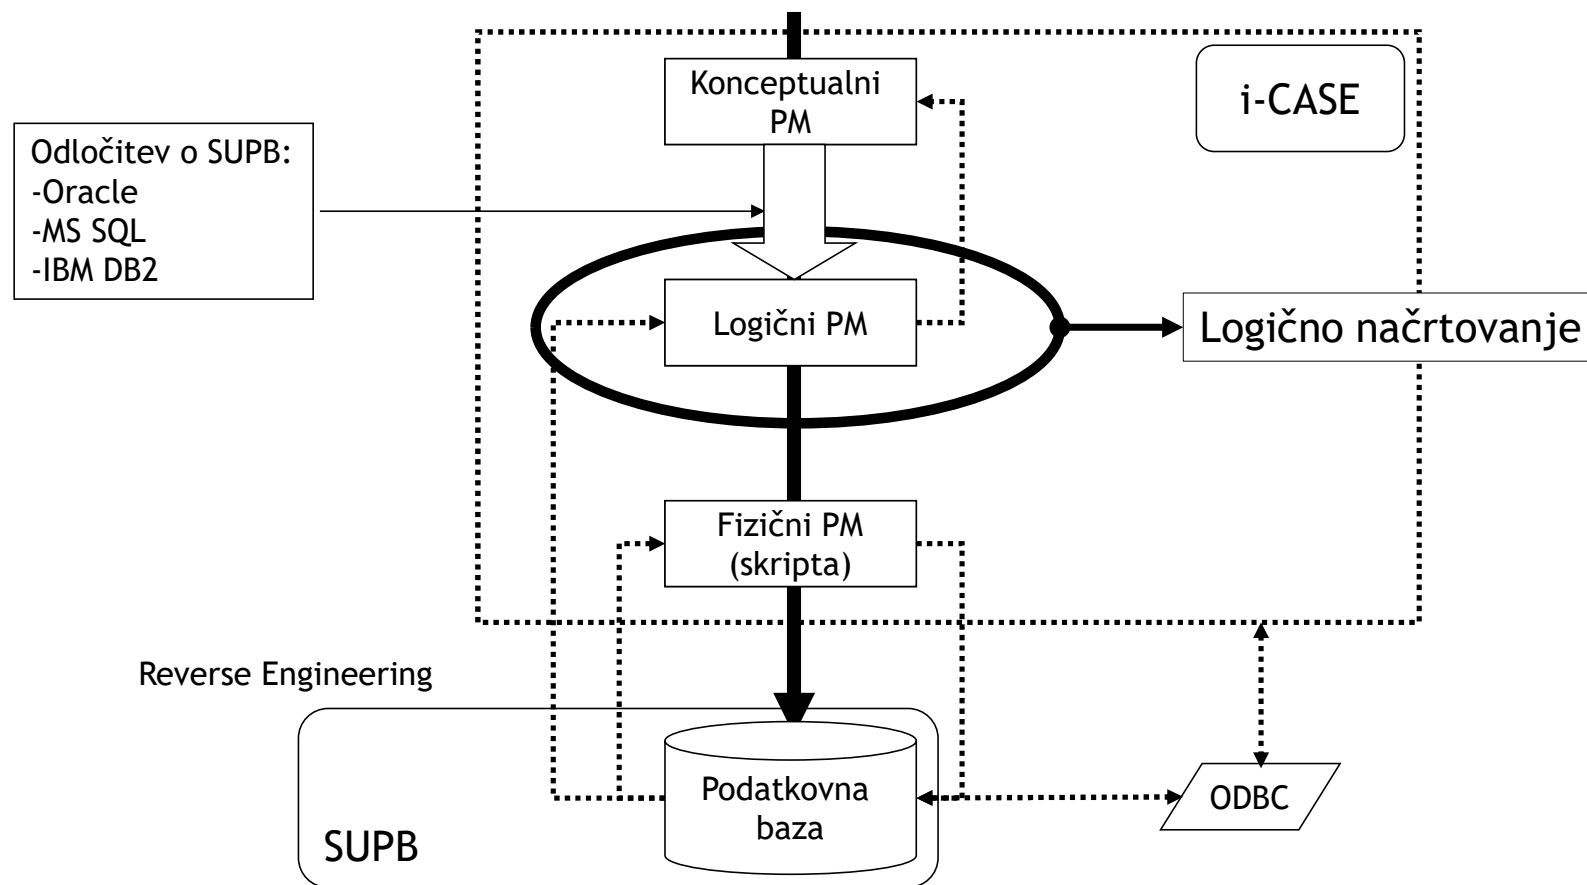 Konceptualni
PM
i-CASE
Odločitev o SUPB:
-Oracle
-MS SQL
-IBM DB2
Logični PM
Logično načrtovanje
Fizični PM
(skripta)
Reverse Engineering
Podatkovna
baza
ODBC
SUPB